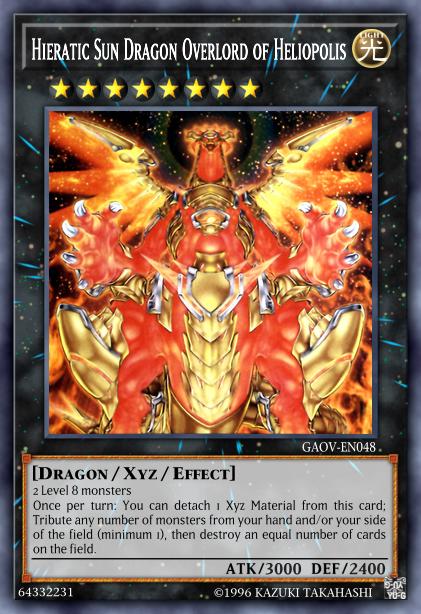 Hieratic Sun Dragon Overlord of Heliopolis
LIGHT
光
GAOV-EN048
[Dragon / Xyz / Effect]
2 Level 8 monsters
Once per turn: You can detach 1 Xyz Material from this card;
Tribute any number of monsters from your hand and/or your side
of the field (minimum 1), then destroy an equal number of cards
on the field.
ATK/3000 DEF/2400
64332231
©1996 KAZUKI TAKAHASHI